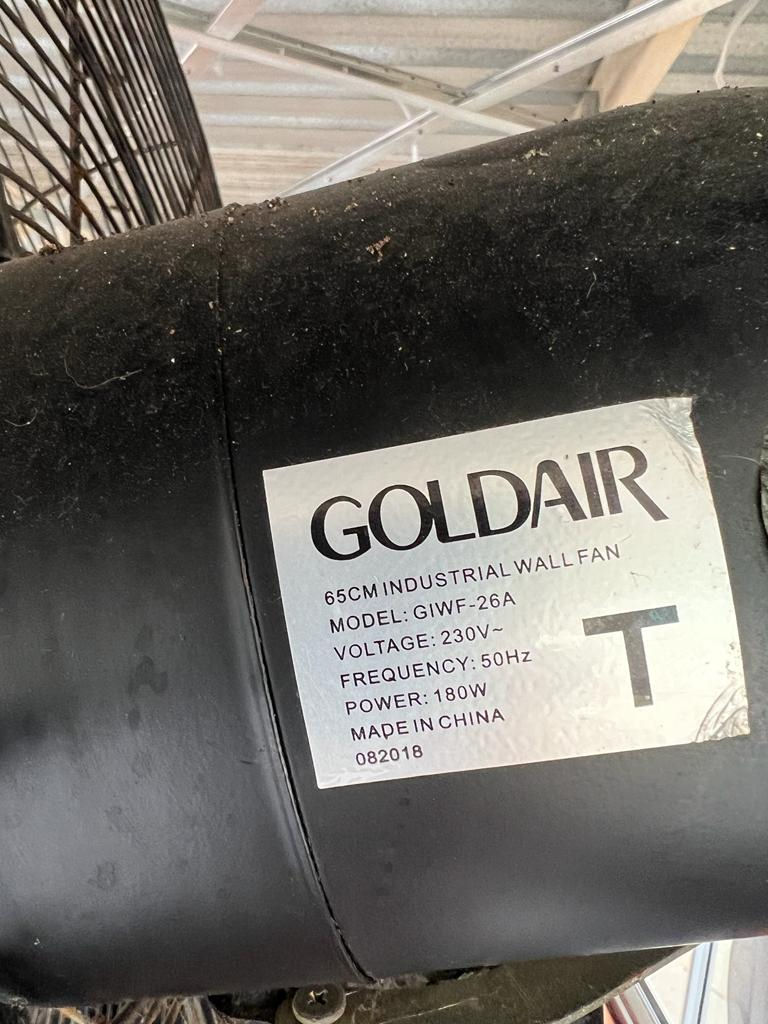 GOLDAIR
65CM INDUSTRIAL WALL FAN
MODEL: GIWF-26A
VOLTAGE: 230V~
FREQUENCY: 50Hz
POWER: 180W
MADE IN CHINA
082018
T